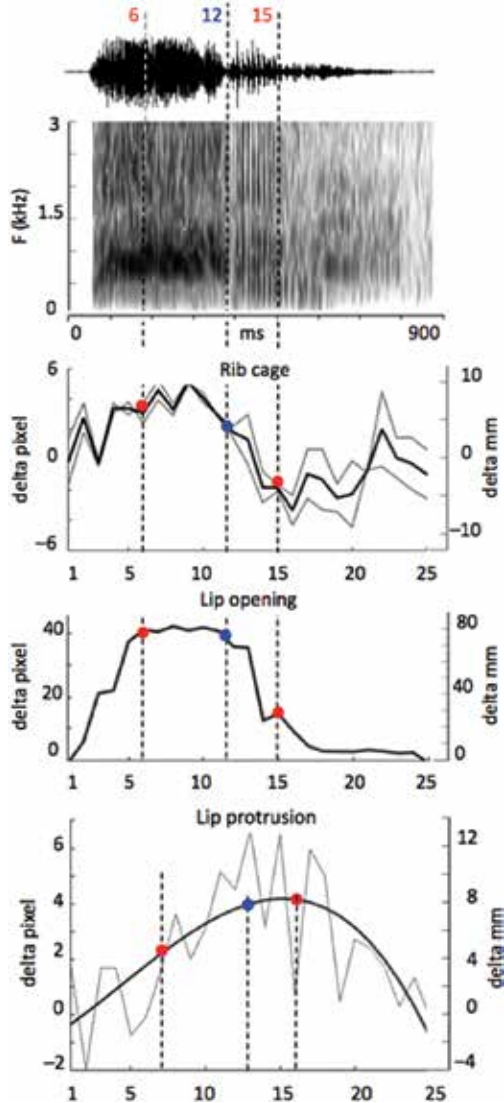 6 12 15
3
1.5
0
F (kHz)
0 ms 900
Rib cage
6 10
0 0
−6 −10
delta pixel
delta mm
1 5 10 15 20 25
Lip opening
40 80
20 40
0 0
delta pixel
delta mm
1 5 10 15 20 25
Lip protrusion
6 12
4 8
2 4
0 0
−2 −4
delta pixel
delta mm
1 5 10 15 20 25